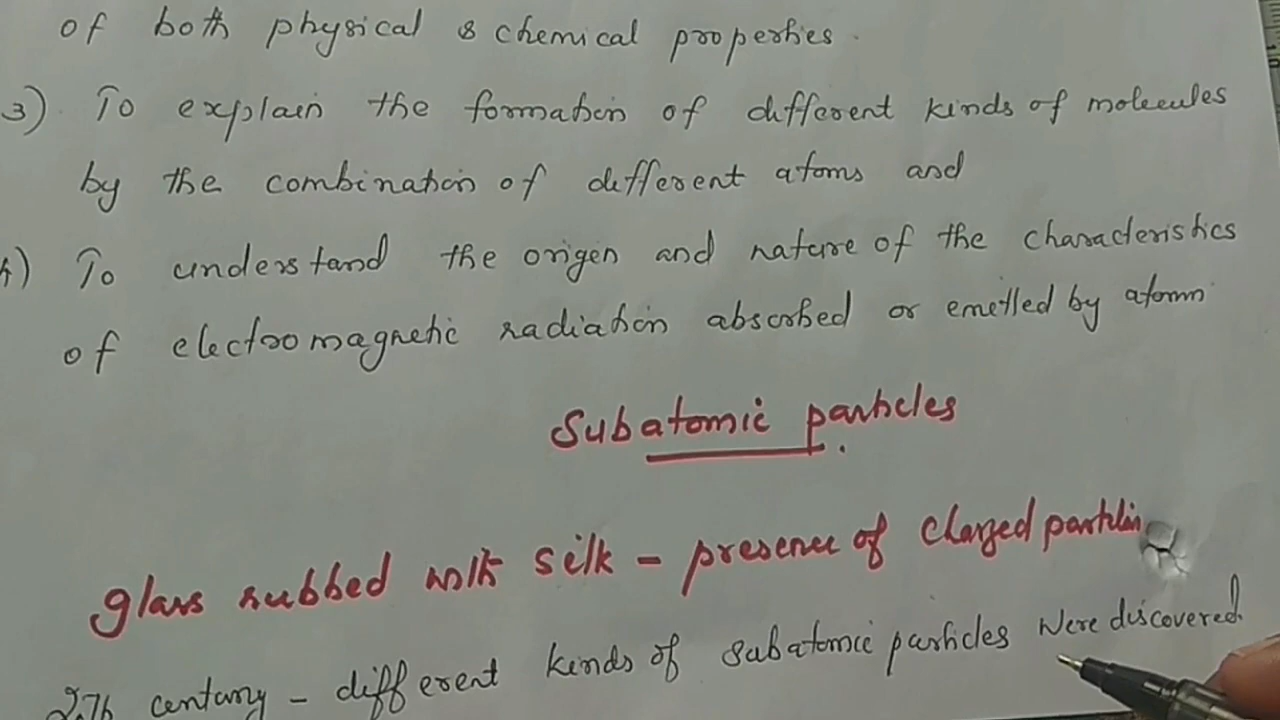 of both physical & chemical properties.
3) To explain the formation of different kinds of molecules
by the combination of different atoms and
4) To understand the origin and nature of the characteristics
of electromagnetic radiation absorbed or emitted by atoms
Subatomic particles.
glass rubbed with silk - presence of charged particles
century - different kinds of subatomic particles were discovered.